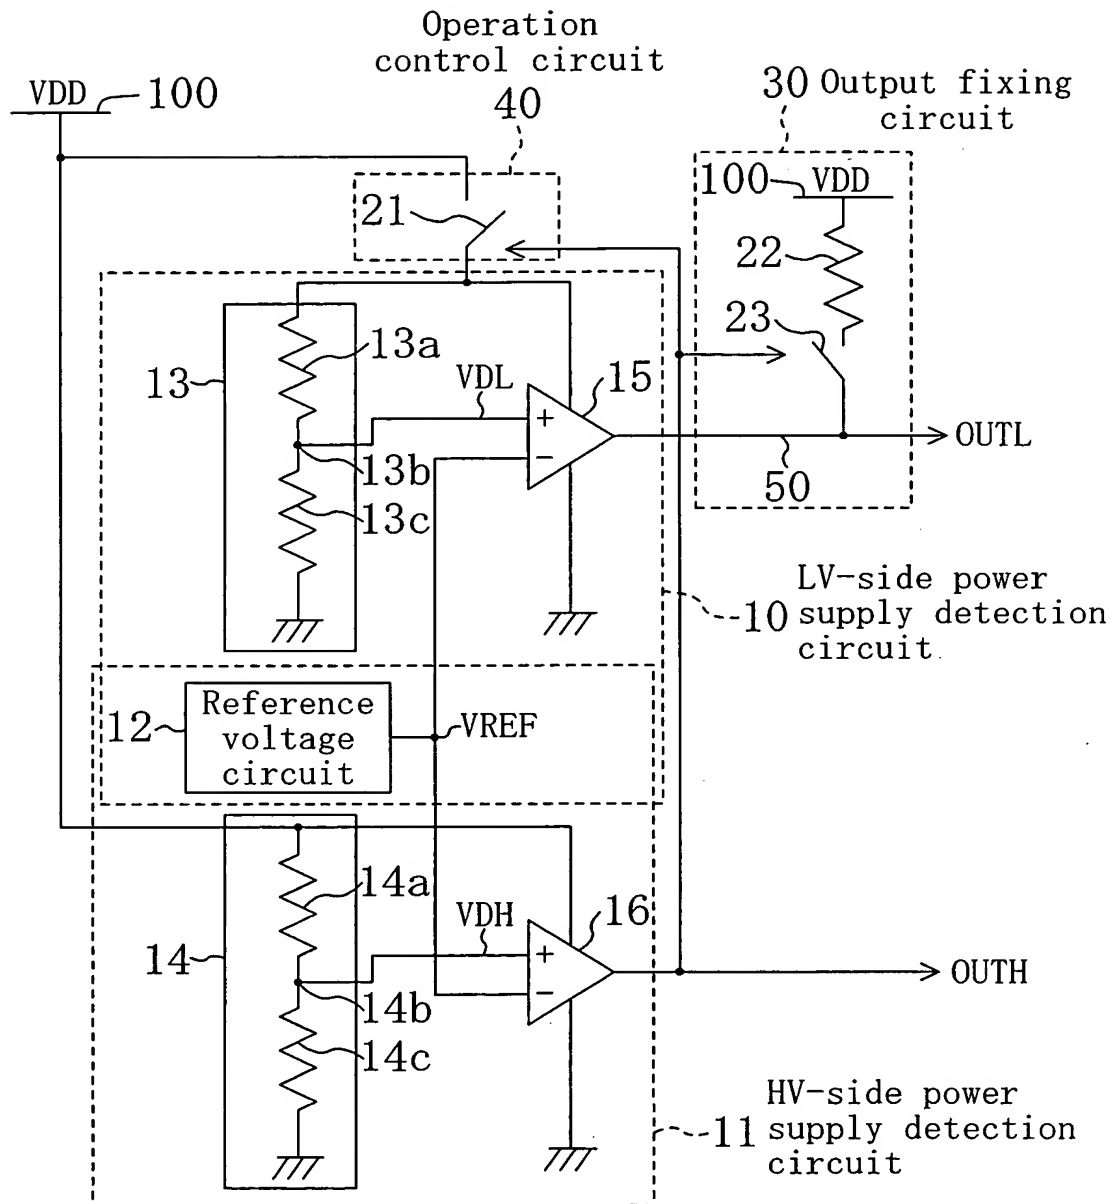 Operation
control circuit
40
VDD 100
30 Output fixing
circuit
100 VDD
21
22
23
13a
13
VDL
15
+
−
13b
13c
OUTL
50
LV-side power
10 supply detection
circuit
12
Reference
voltage
circuit
VREF
14a
VDH
16
14
+
−
14b
OUTH
14c
HV-side power
11 supply detection
circuit